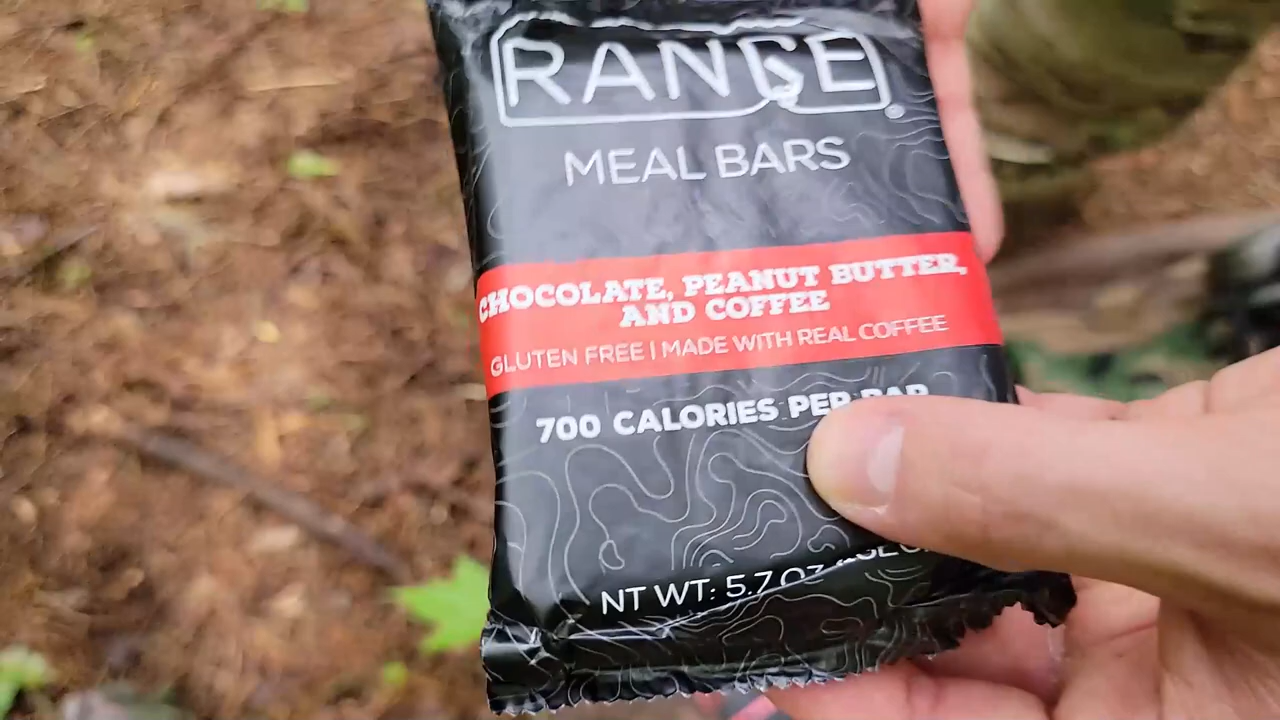 RANGE
MEAL BARS
CHOCOLATE, PEANUT BUTTER,
AND COFFEE
GLUTEN FREE | MADE WITH REAL COFFEE
700 CALORIES PER BAR
NT WT: 5.7 OZ